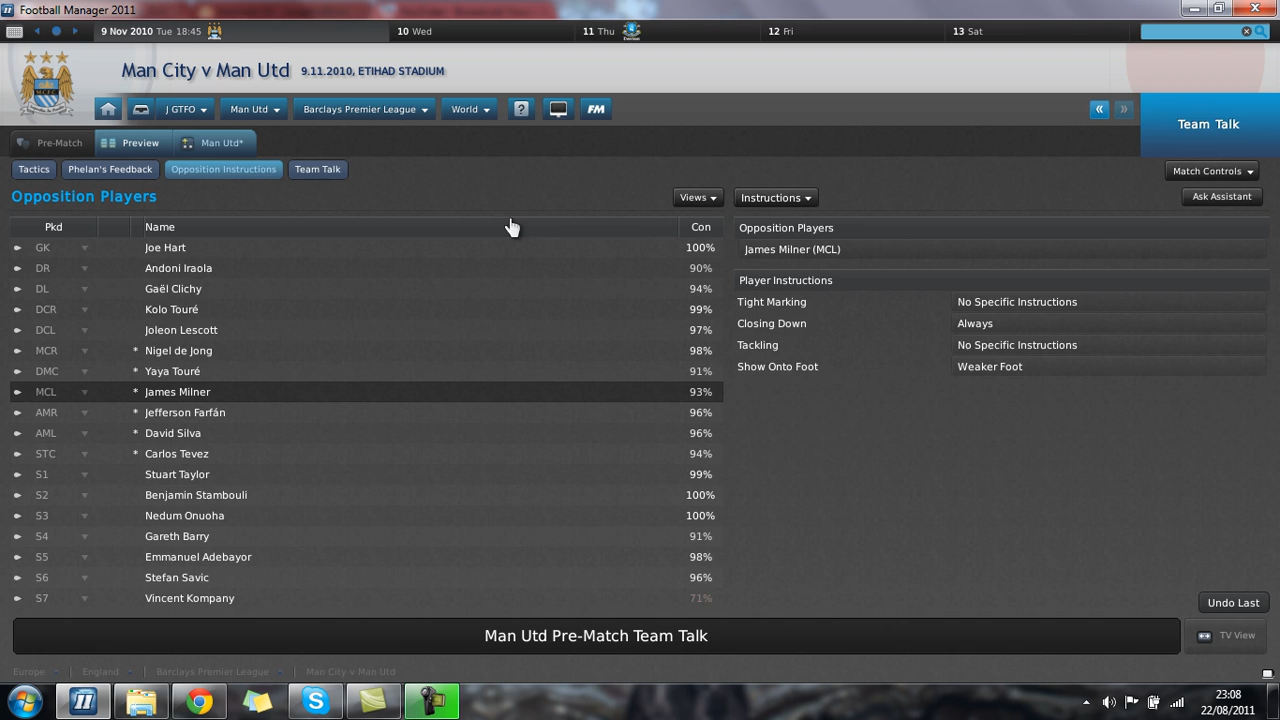 Football Manager 2011
9 Nov 2010 Tue 18:45
10 Wed
11 Thu
12 Fri
13 Sat
Man City v Man Utd 9.11.2010, ETIHAD STADIUM
J GTFO
Man Utd
Barclays Premier League
World
?
FM
«
»
Team Talk
Pre-Match
Preview
Man Utd*
Tactics
Phelan's Feedback
Opposition Instructions
Team Talk
Match Controls
Opposition Players
Views
Instructions
Ask Assistant
Pkd Name Con
GK Joe Hart 100%
DR Andoni Iraola 90%
DL Gaël Clichy 94%
DCR Kolo Touré 99%
DCL Joleon Lescott 97%
MCR * Nigel de Jong 98%
DMC * Yaya Touré 91%
MCL * James Milner 93%
AMR * Jefferson Farfán 96%
AML * David Silva 96%
STC * Carlos Tevez 94%
S1 Stuart Taylor 99%
S2 Benjamin Stambouli 100%
S3 Nedum Onuoha 100%
S4 Gareth Barry 91%
S5 Emmanuel Adebayor 98%
S6 Stefan Savic 96%
S7 Vincent Kompany 71%
Opposition Players
James Milner (MCL)
Player Instructions
Tight Marking No Specific Instructions
Closing Down Always
Tackling No Specific Instructions
Show Onto Foot Weaker Foot
Undo Last
Man Utd Pre-Match Team Talk
TV View
Europe
England
Barclays Premier League
Man City v Man Utd
23:08
22/08/2011